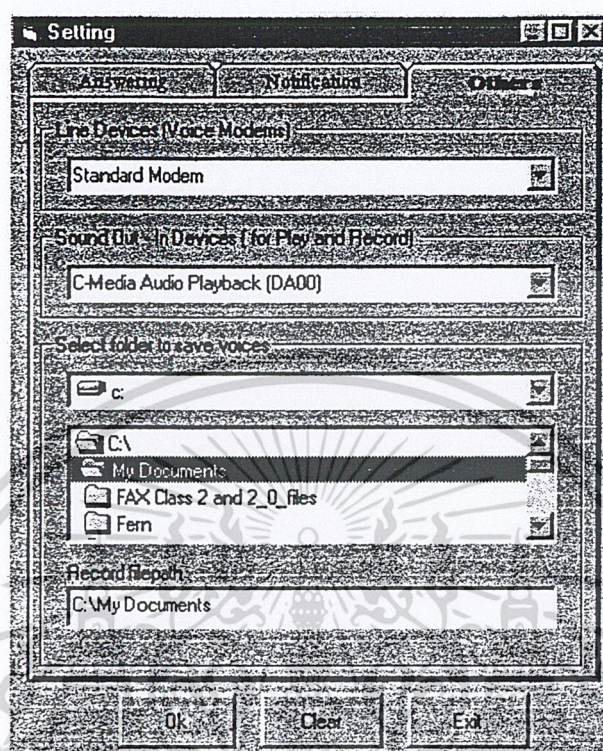 Setting
Answering Notification Others
Line Devices (Voice Modems)
Standard Modem
Sound Out - In Devices ( for Play and Record)
C-Media Audio Playback (DA00)
Select folder to save voices
c:
C:\
My Documents
FAX Class 2 and 2_0_files
Fern
Record filepath
C:\My Documents
Ok Clear Exit